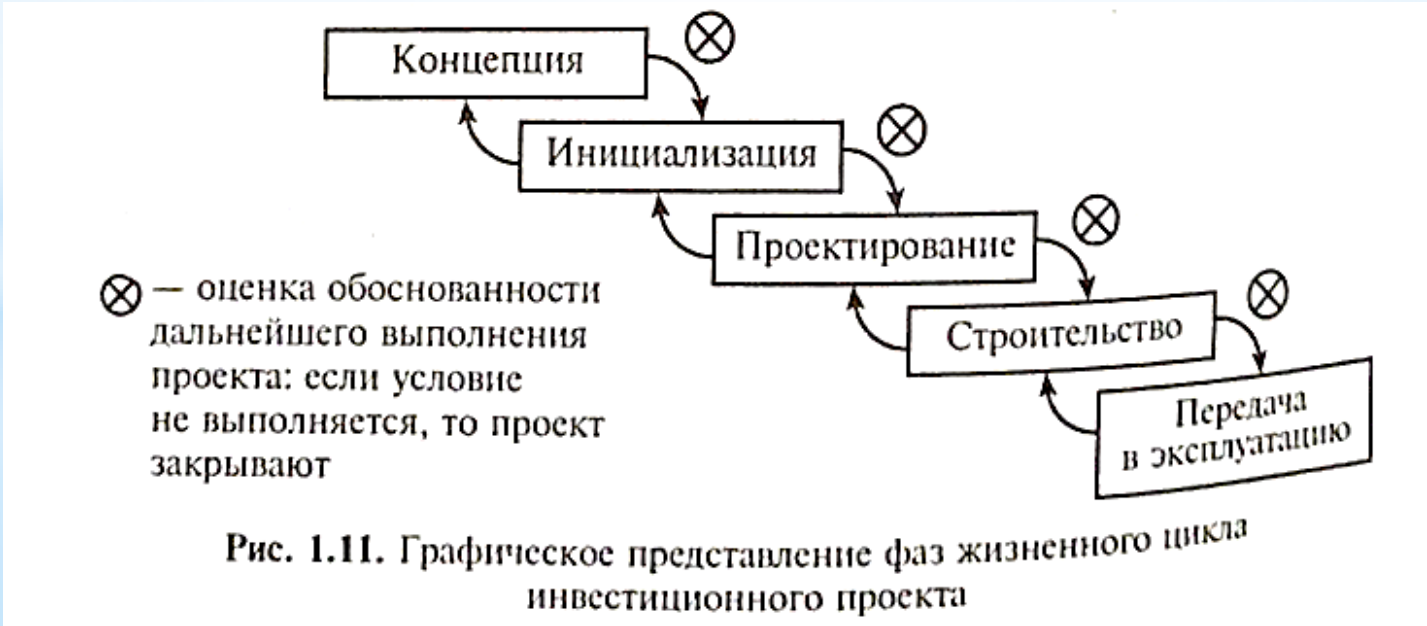 Концепция
Инициализация
Проектирование
Строительство
Передача
в эксплуатацию
— оценка обоснованности
дальнейшего выполнения
проекта: если условие
не выполняется, то проект
закрывают
Рис. 1.11. Графическое представление фаз жизненного цикла
инвестиционного проекта